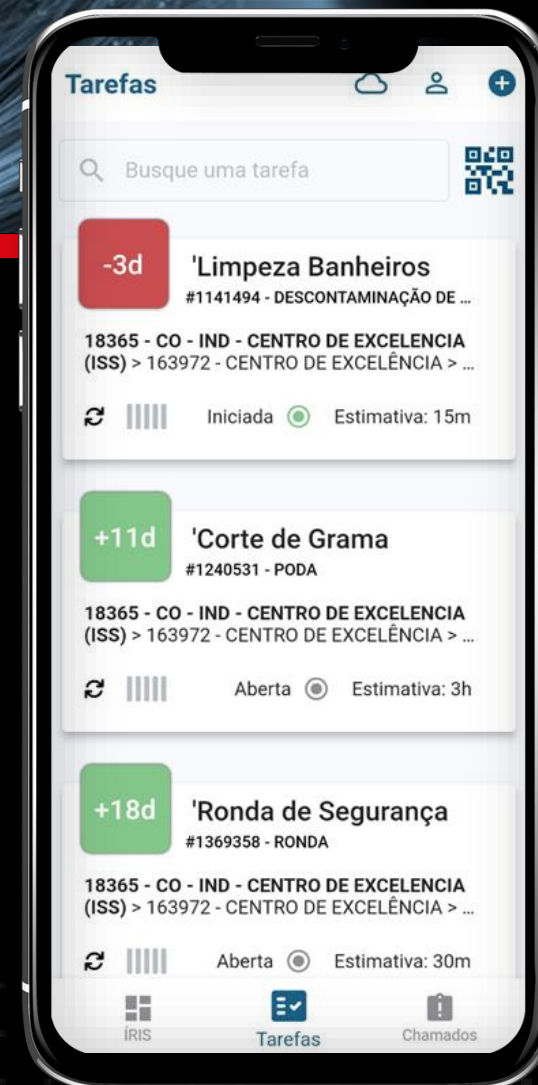 Tarefas
Busque uma tarefa
-3d
'Limpeza Banheiros
#1141494 - DESCONTAMINAÇÃO DE ...
18365 - CO - IND - CENTRO DE EXCELENCIA
(ISS) > 163972 - CENTRO DE EXCELÊNCIA > ...
Iniciada Estimativa: 15m
+11d
'Corte de Grama
#1240531 - PODA
18365 - CO - IND - CENTRO DE EXCELENCIA
(ISS) > 163972 - CENTRO DE EXCELÊNCIA > ...
Aberta Estimativa: 3h
+18d
'Ronda de Segurança
#1369358 - RONDA
18365 - CO - IND - CENTRO DE EXCELENCIA
(ISS) > 163972 - CENTRO DE EXCELÊNCIA > ...
Aberta Estimativa: 30m
ÍRIS Tarefas Chamados